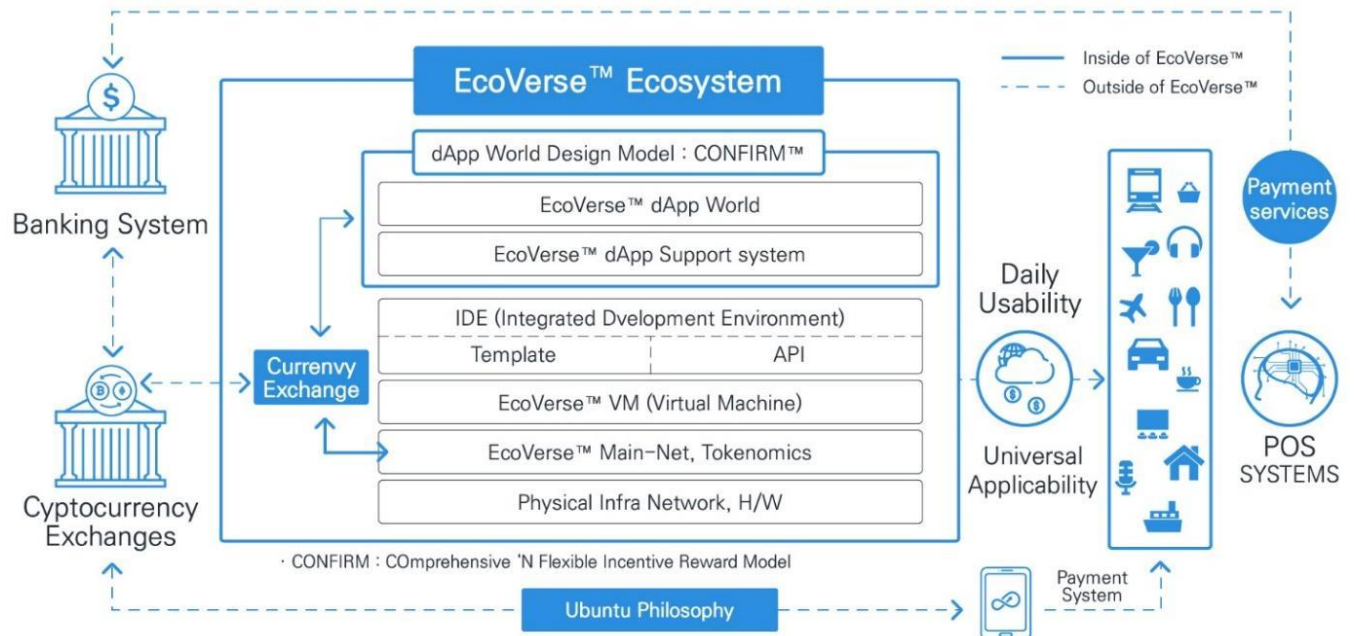 EcoVerse™ Ecosystem
Inside of EcoVerse™
Outside of EcoVerse™
dApp World Design Model : CONFIRM™
EcoVerse™ dApp World
EcoVerse™ dApp Support system
IDE (Integrated Dvelopment Environment)
Template
API
EcoVerse™ VM (Virtual Machine)
EcoVerse™ Main-Net, Tokenomics
Physical Infra Network, H/W
$
Banking System
Currenvy
Exchange
Cyptocurrency
Exchanges
Daily
Usability
$
$
Universal
Applicability
Payment
services
POS
SYSTEMS
· CONFIRM : COmprehensive 'N Flexible Incentive Reward Model
Ubuntu Philosophy
Payment
System